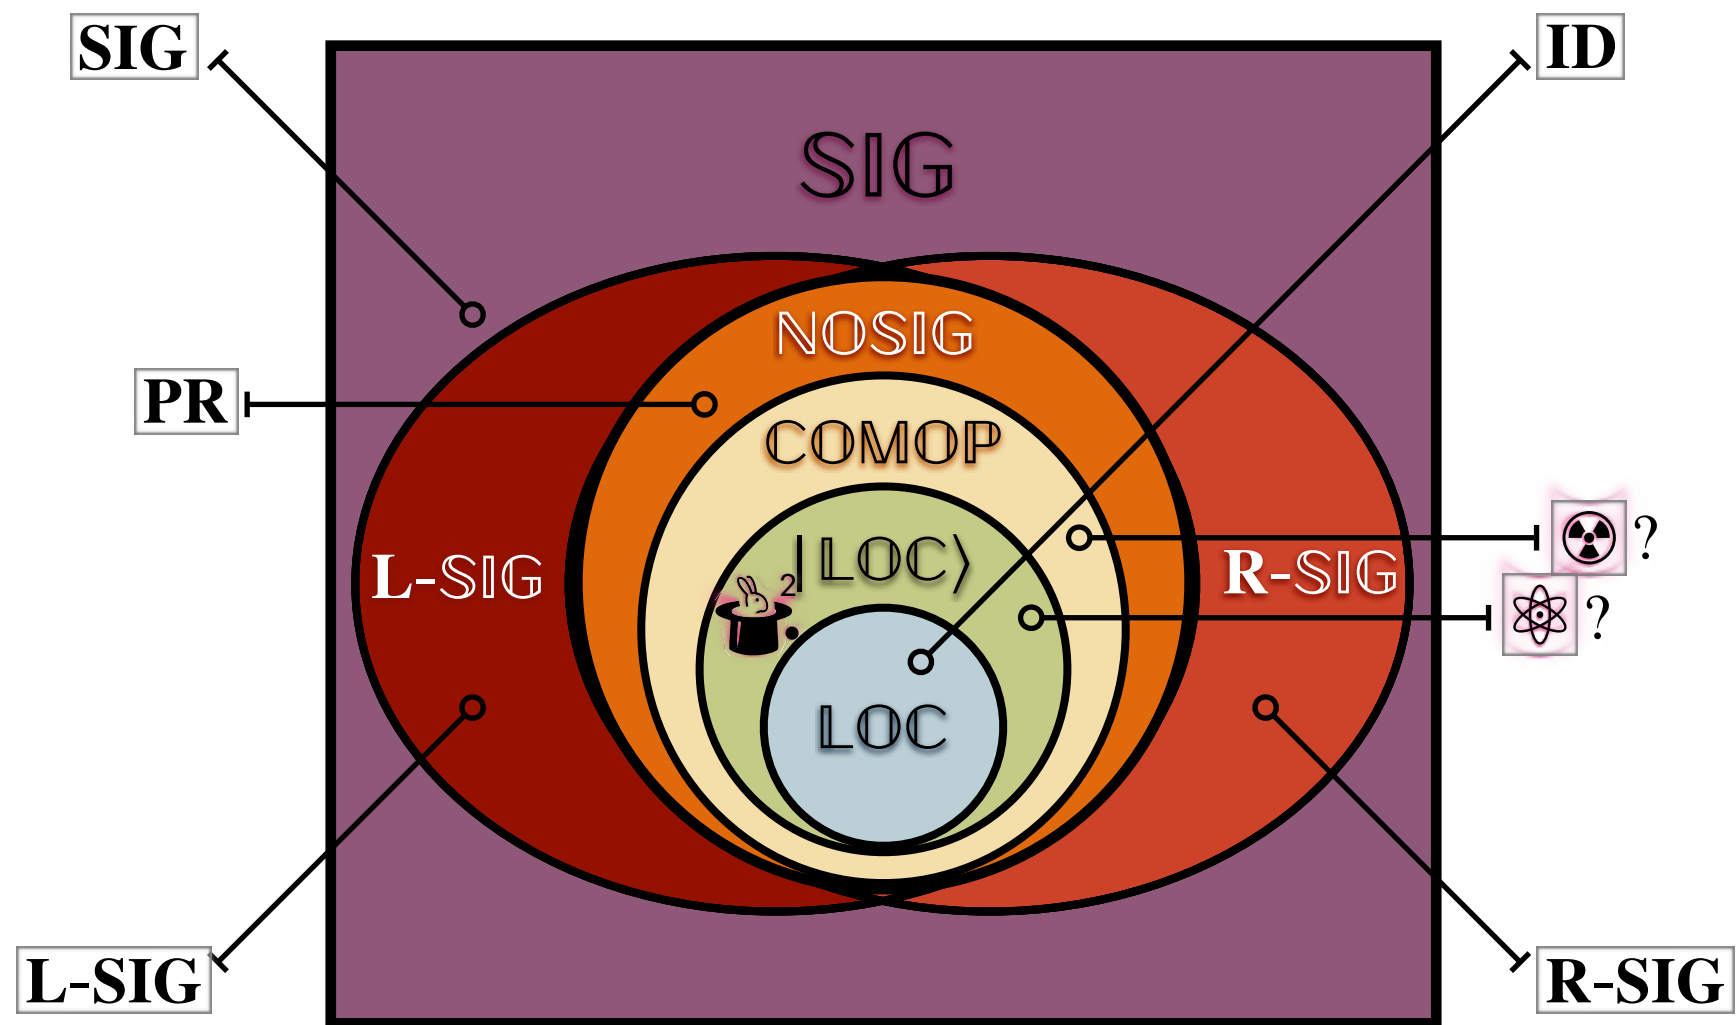 SIG
ID
SIG
NOSIG
PR
COMOP
|LOC⟩
?
L-SIG
R-SIG
2
?
LOC
L-SIG
R-SIG